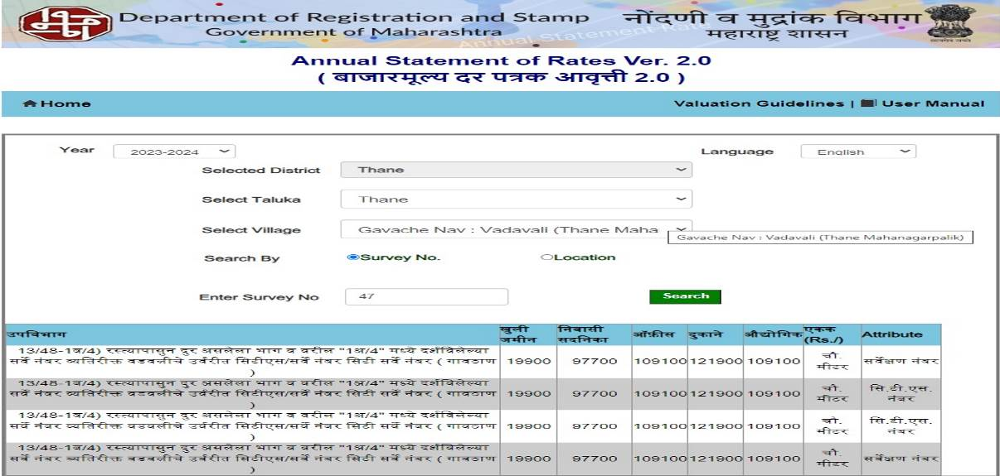 Department of Registration and Stamp
Government of Maharashtra
नोंदणी व मुद्रांक विभाग
महाराष्ट्र शासन
Annual Statement of Rates Ver. 2.0
( बाजारमूल्य दर पत्रक आवृत्ती 2.0 )
Home
Valuation Guidelines | User Manual
Year 2023-2024 Language English
Selected District Thane
Select Taluka Thane
Select Village Gavache Nav : Vadavali (Thane Maha
Gavache Nav : Vadavali (Thane Mahanagarpalik)
Search By Survey No. Location
Enter Survey No 47 Search
उपविभाग खुली जमीन निवासी सदनिका ऑफ़ीस दुकाने औद्योगिक एकक (Rs./) Attribute
13/48-1ब/4) रस्त्यापासुन दुर असलेला भाग व वरील "1अ/4" मध्ये दर्शविलेल्या
सर्वे नंबर व्यतिरीक्त वडवलीचे उर्वरीत सिटीएस/सर्वे नंबर सिटी सर्वे नंबर ( गावठाण 19900 97700 109100 121900 109100 चौ. मीटर सर्वेक्षण नंबर
)
13/48-1ब/4) रस्त्यापासुन दुर असलेला भाग व वरील "1अ/4" मध्ये दर्शविलेल्या
सर्वे नंबर व्यतिरीक्त वडवलीचे उर्वरीत सिटीएस/सर्वे नंबर सिटी सर्वे नंबर ( गावठाण 19900 97700 109100 121900 109100 चौ. मीटर सि.टी.एस. नंबर
)
13/48-1ब/4) रस्त्यापासुन दुर असलेला भाग व वरील "1अ/4" मध्ये दर्शविलेल्या
सर्वे नंबर व्यतिरीक्त वडवलीचे उर्वरीत सिटीएस/सर्वे नंबर सिटी सर्वे नंबर ( गावठाण 19900 97700 109100 121900 109100 चौ. मीटर सि.टी.एस. नंबर
)
13/48-1ब/4) रस्त्यापासुन दुर असलेला भाग व वरील "1अ/4" मध्ये दर्शविलेल्या
सर्वे नंबर व्यतिरीक्त वडवलीचे उर्वरीत सिटीएस/सर्वे नंबर सिटी सर्वे नंबर ( गावठाण 19900 97700 109100 121900 109100 चौ. मीटर सर्वेक्षण नंबर
)